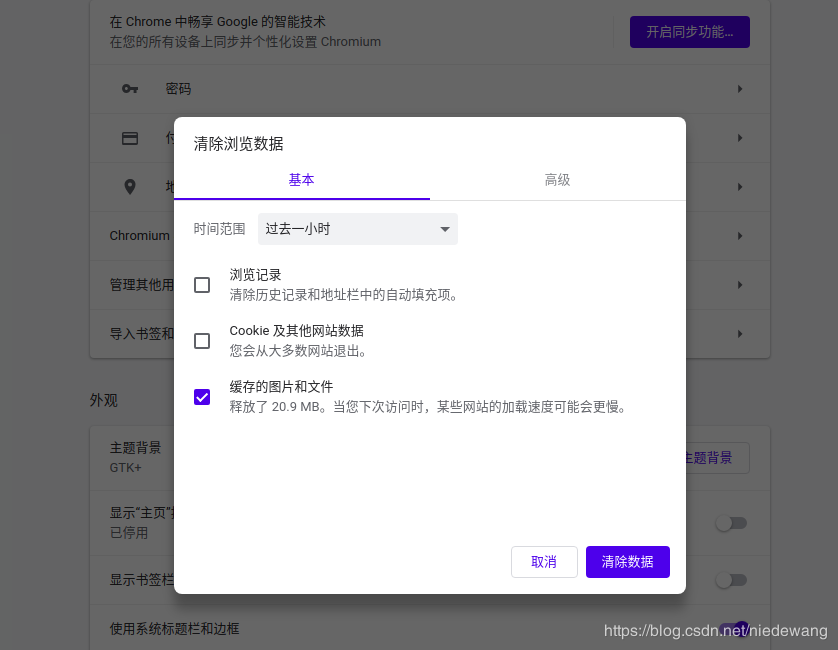 在 Chrome 中畅享 Google 的智能技术
在您的所有设备上同步并个性化设置 Chromium
开启同步功能…
密码
付
清除浏览数据
基本
高级
地
Chromium
时间范围
过去一小时
管理其他用
浏览记录
清除历史记录和地址栏中的自动填充项。
导入书签和
Cookie 及其他网站数据
您会从大多数网站退出。
外观
缓存的图片和文件
释放了 20.9 MB。当您下次访问时，某些网站的加载速度可能会更慢。
主题背景
GTK+
主题背景
显示“主页”
已停用
取消
清除数据
显示书签栏
使用系统标题栏和边框
https://blog.csdn.net/niedewang